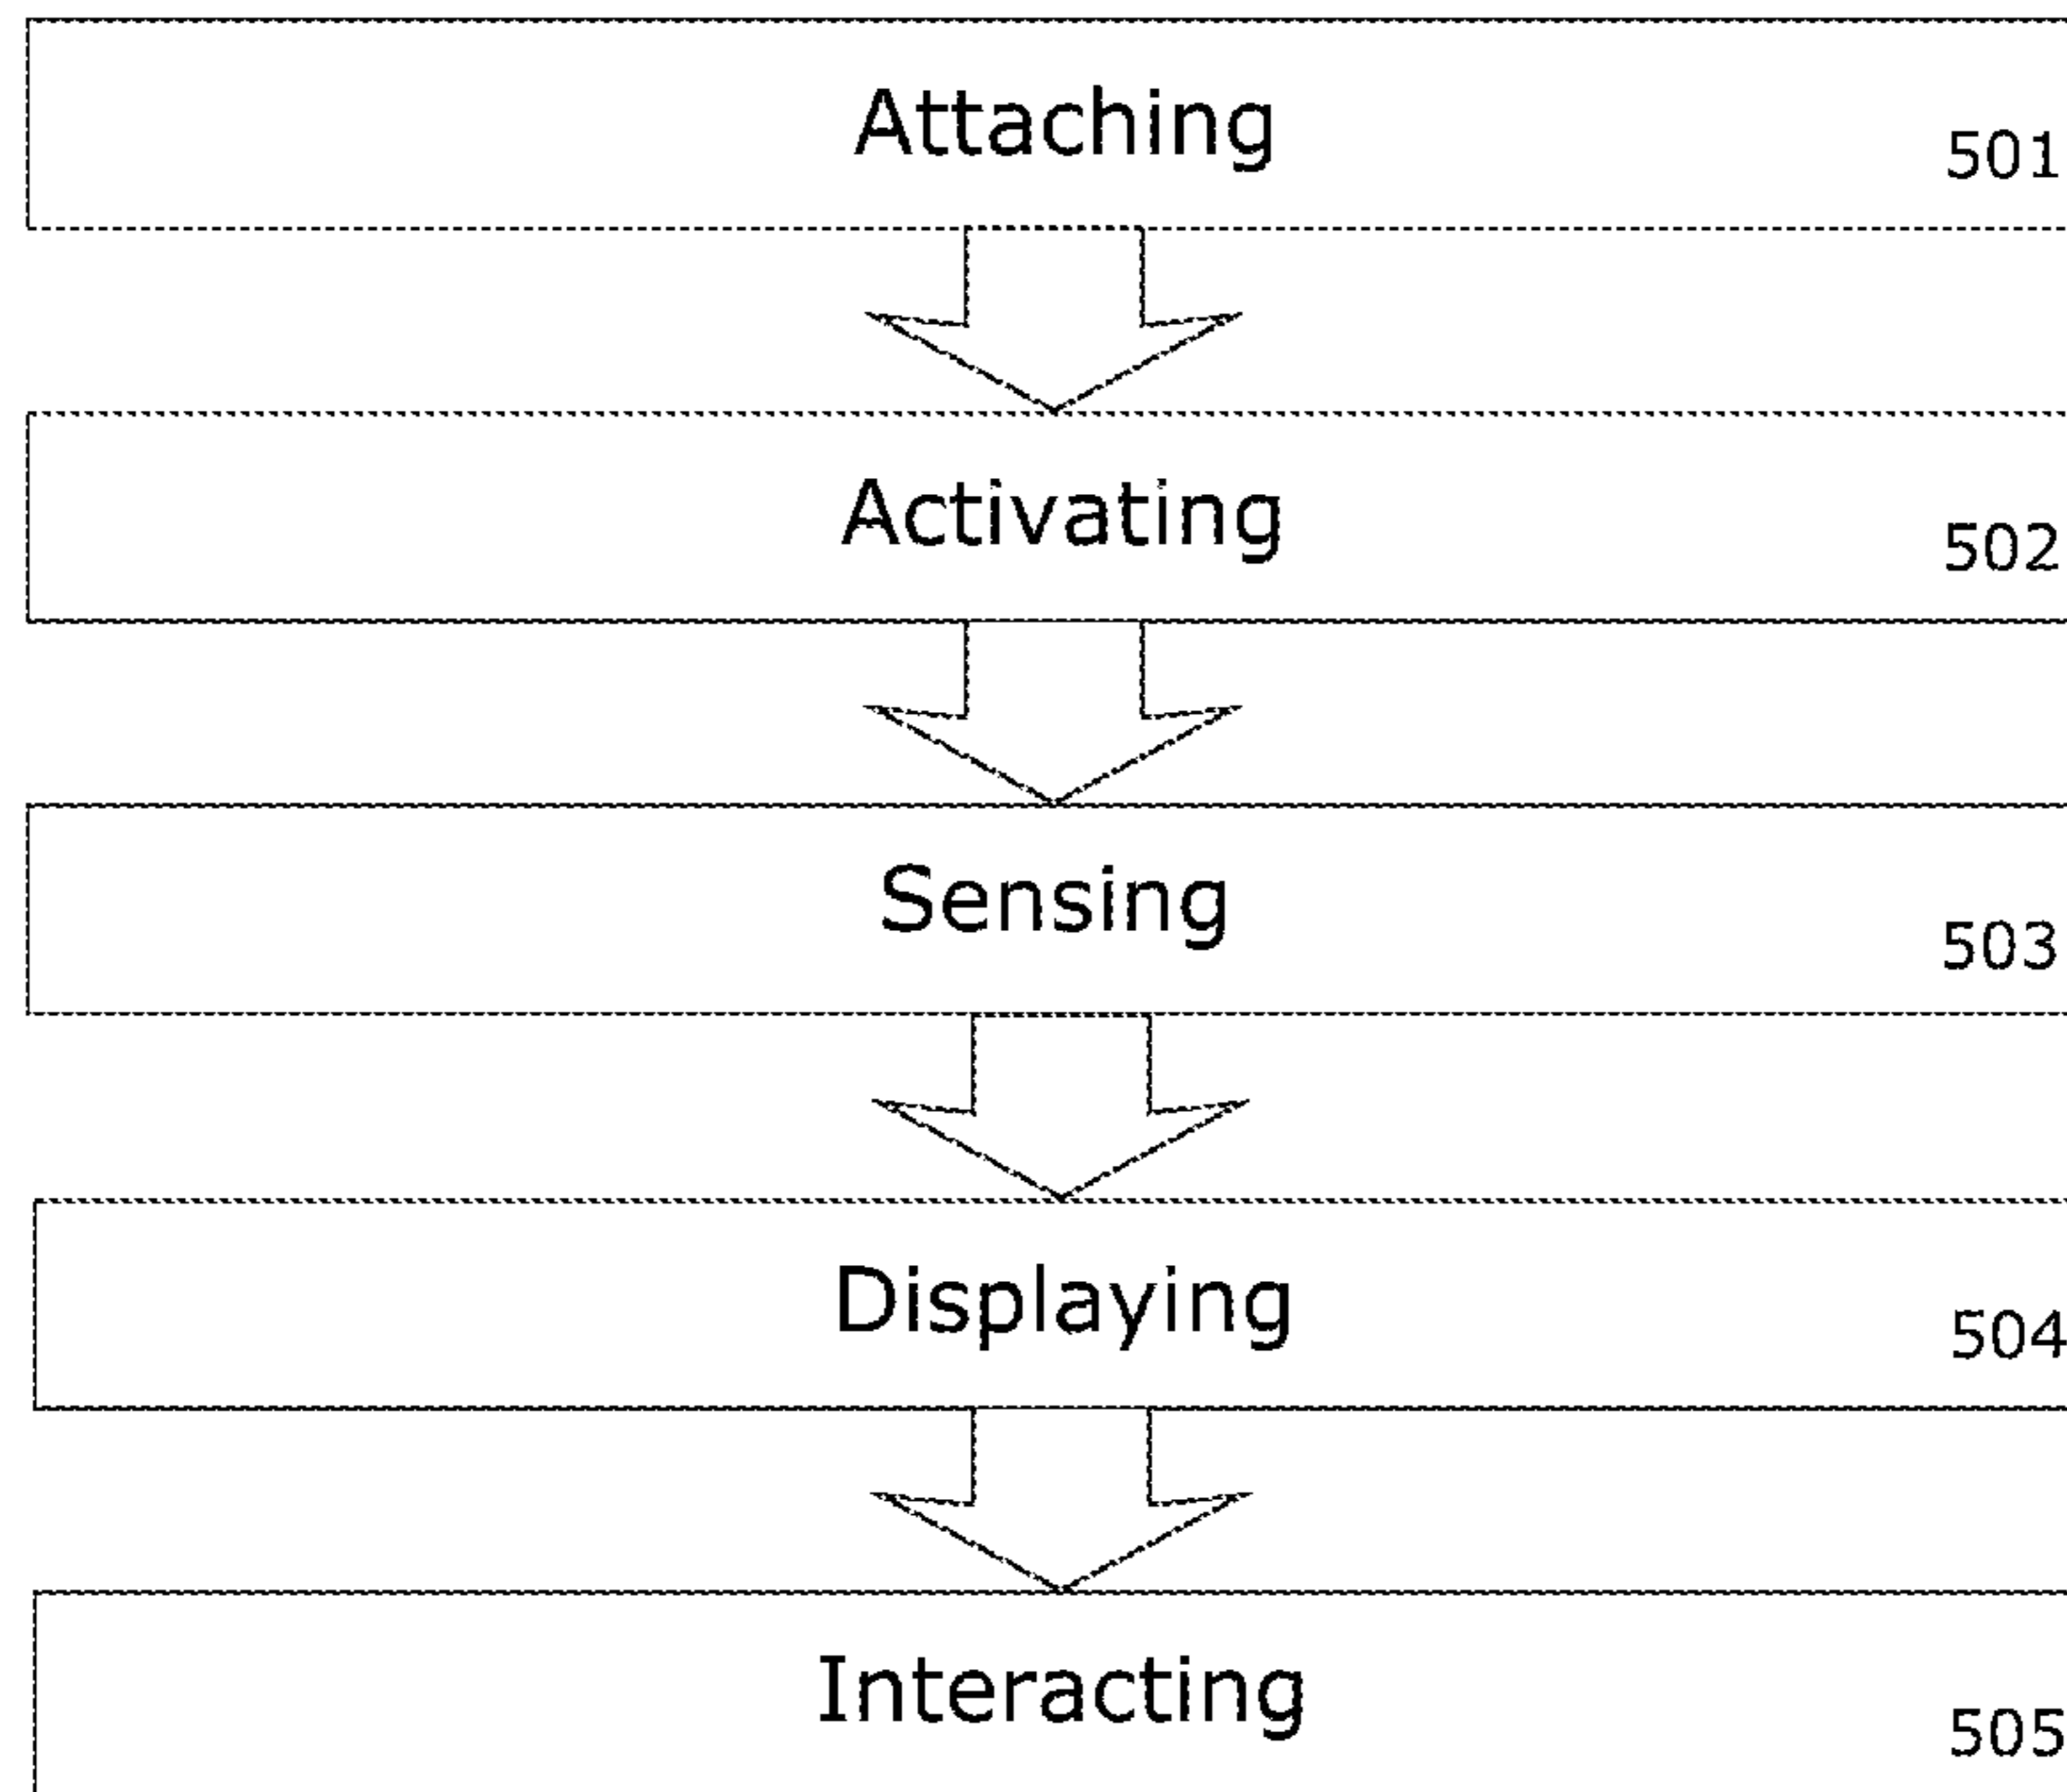 Attaching
501
Activating
502
Sensing
503
Displaying
504
Interacting
505